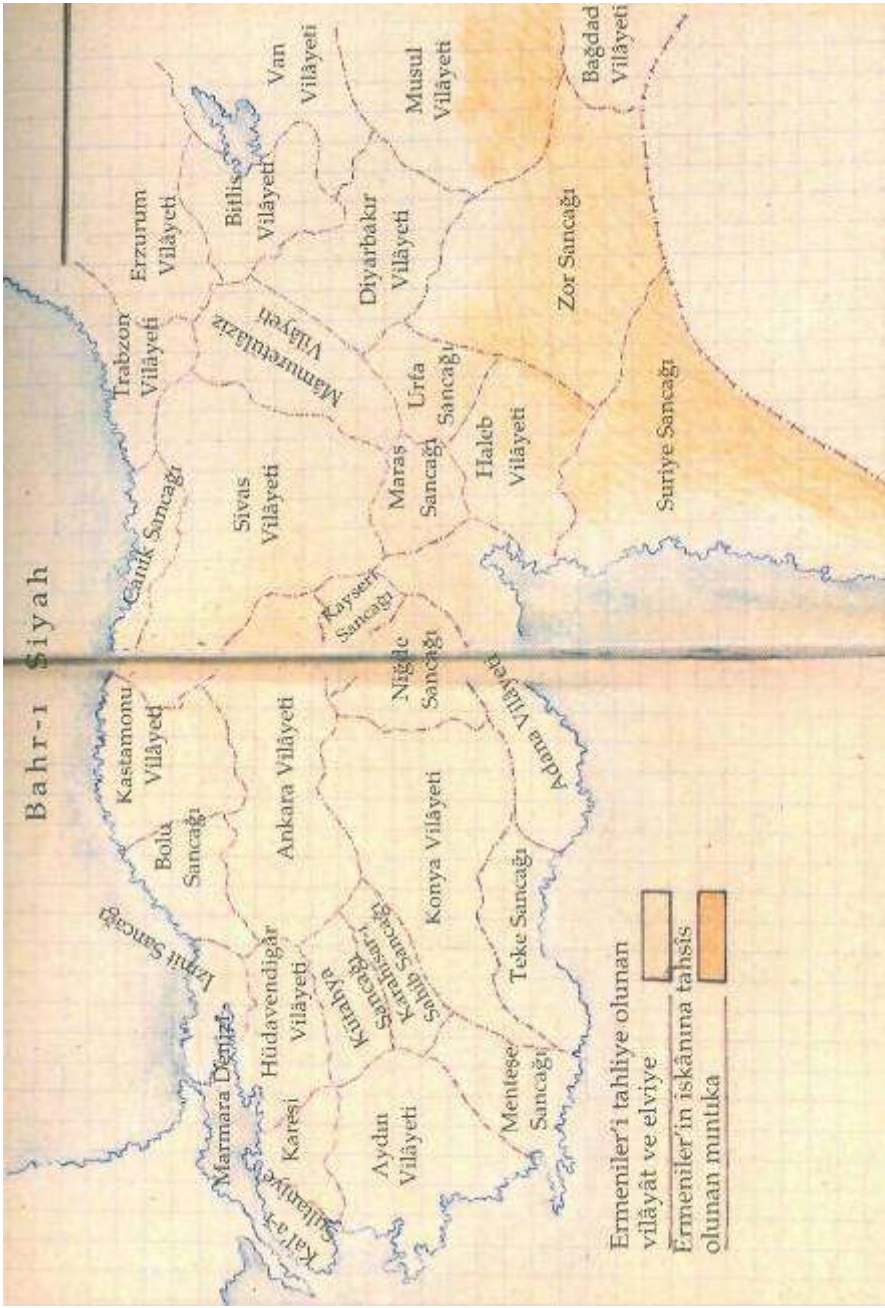 Bahr-ı Siyah
Kastamonu
Vilâyeti
Bolu
Sancağı
İzmit Sancağı
Marmara Denizi
Kal'a-ı
Sultaniye
Karesi
Hüdavendigâr
Vilâyeti
Ankara Vilâyeti
Kütahya
Sancağı
Karahisar-ı
Sahib Sancağı
Aydın
Vilâyeti
Menteşe
Sancağı
Konya Vilâyeti
Teke Sancağı
Adana Vilâyeti
Niğde
Sancağı
Kayseri
Sancağı
Canik Sancağı
Sivas
Vilâyeti
Trabzon
Vilâyeti
Erzurum
Vilâyeti
Mâmuretulâziz
Vilâyeti
Bitlis
Vilâyeti
Van
Vilâyeti
Diyarbakır
Vilâyeti
Maraş
Sancağı
Urfa
Sancağı
Haleb
Vilâyeti
Musul
Vilâyeti
Bağdad
Vilâyeti
Zor Sancağı
Suriye Sancağı
Ermeniler'i tahliye olunan
vilâyât ve elviye
Ermeniler'in iskânına tahsîs
olunan mıntıka